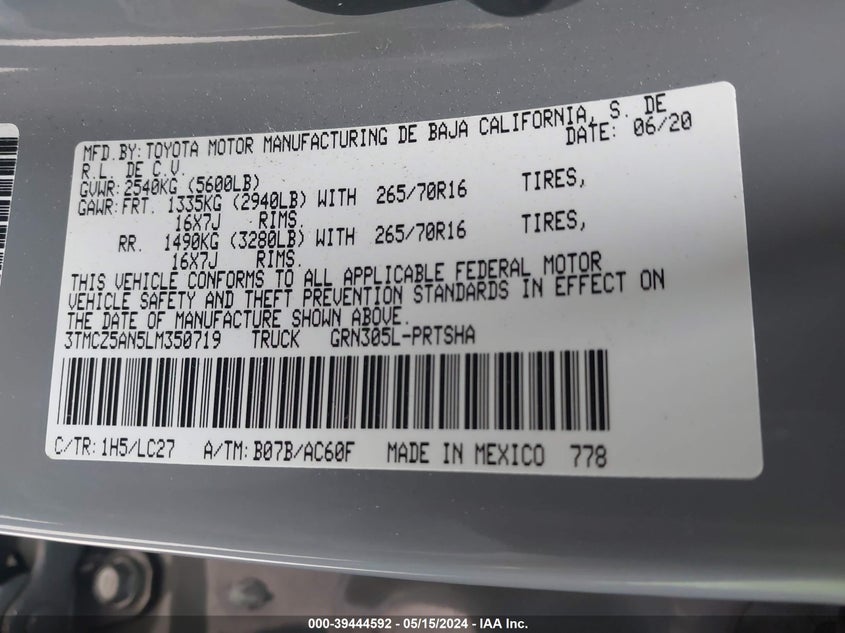 MFD.BY:TOYOTA MOTOR MANUFACTURING DE BAJA CALIFORNIA, S. DE
R.L. DE C.V. DATE: 06/20
GVWR:2540KG (5600LB)
GAWR:FRT. 1335KG (2940LB) WITH 265/70R16 TIRES,
16X7J RIMS.
RR. 1490KG (3280LB) WITH 265/70R16 TIRES,
16X7J RIMS.
THIS VEHICLE CONFORMS TO ALL APPLICABLE FEDERAL MOTOR
VEHICLE SAFETY AND THEFT PREVENTION STANDARDS IN EFFECT ON
THE DATE OF MANUFACTURE SHOWN ABOVE.
3TMCZ5AN5LM350719 TRUCK GRN305L-PRTSHA
C/TR:1H5/LC27 A/TM:B07B/AC60F MADE IN MEXICO 778
000-39444592 - 05/15/2024 - IAA Inc.